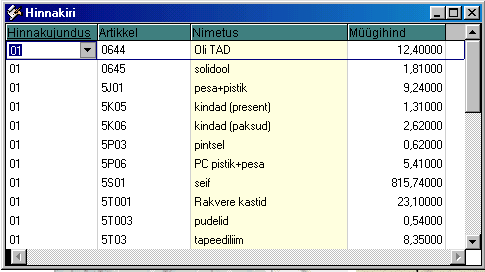 Hinnakiri
Hinnakujundus Artikkel Nimetus Müügihind
01 0644 Oli TAD 12,40000
01 0645 solidool 1,81000
01 5J01 pesa+pistik 9,24000
01 5K05 kindad (present) 1,31000
01 5K06 kindad (paksud) 2,62000
01 5P03 pintsel 0,62000
01 5P06 PC pistik+pesa 5,41000
01 5S01 seif 815,74000
01 5T001 Rakvere kastid 23,10000
01 5T003 pudelid 0,54000
01 5T03 tapeediliim 8,35000